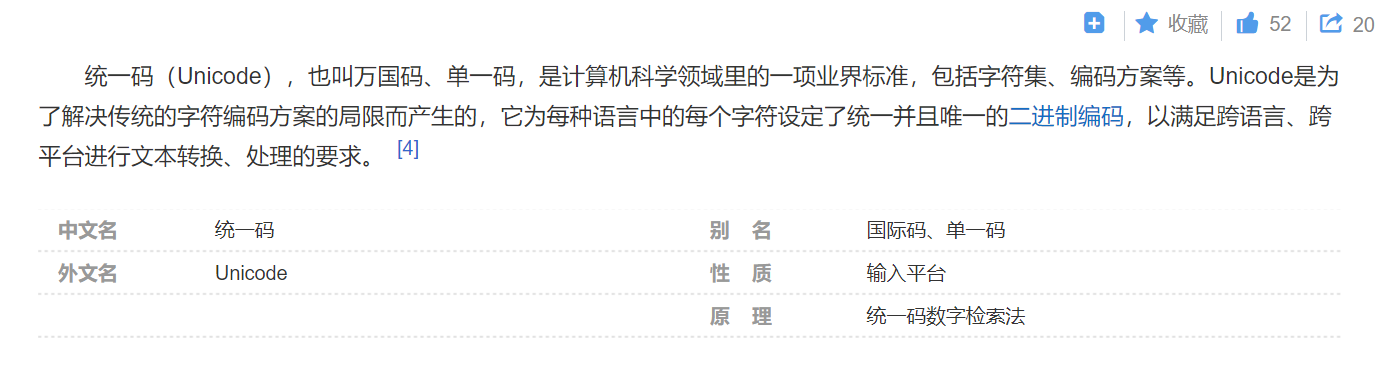 收藏 52 20
统一码（Unicode），也叫万国码、单一码，是计算机科学领域里的一项业界标准，包括字符集、编码方案等。Unicode是为
了解决传统的字符编码方案的局限而产生的，它为每种语言中的每个字符设定了统一并且唯一的二进制编码，以满足跨语言、跨
平台进行文本转换、处理的要求。 [4]
中文名 统一码 别 名 国际码、单一码
外文名 Unicode 性 质 输入平台
原 理 统一码数字检索法